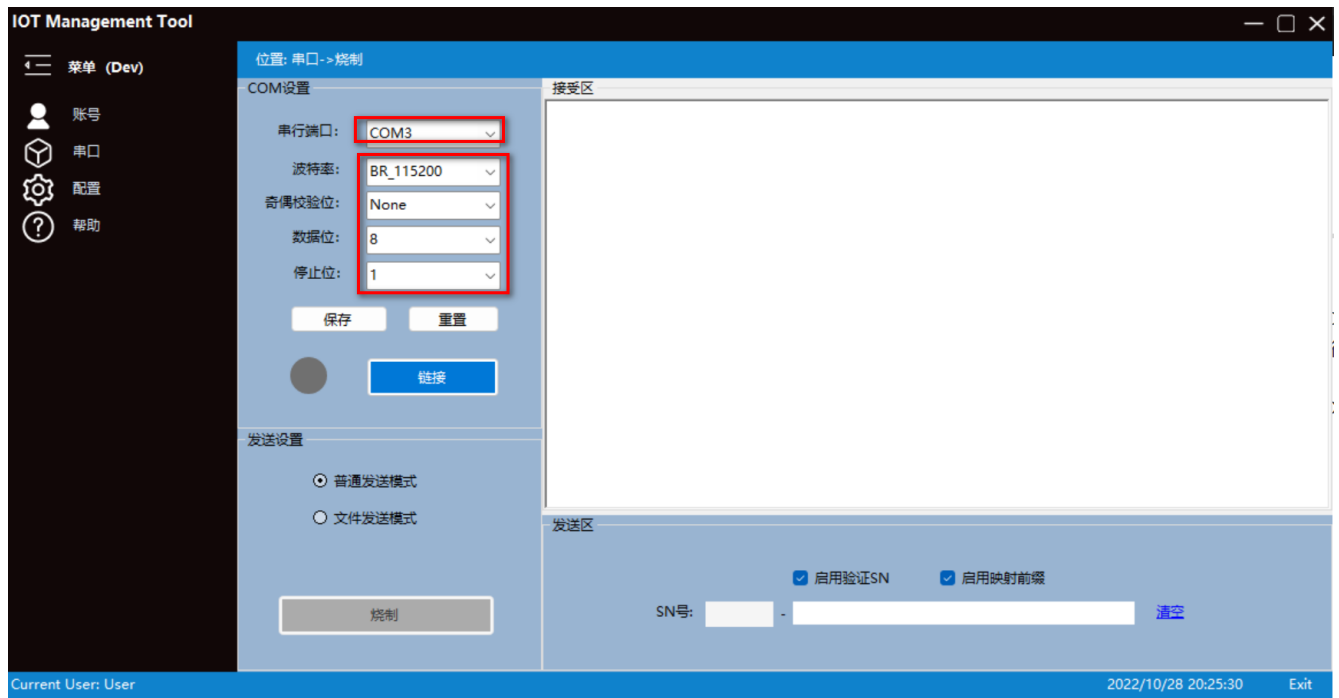 IOT Management Tool
菜单 (Dev)
账号
串口
配置
帮助
位置: 串口->烧制
COM设置
串行端口: COM3
波特率: BR_115200
奇偶校验位: None
数据位: 8
停止位: 1
保存 重置
链接
发送设置
普通发送模式
文件发送模式
烧制
接受区
发送区
启用验证SN 启用映射前缀
SN号: - 清空
Current User: User 2022/10/28 20:25:30 Exit